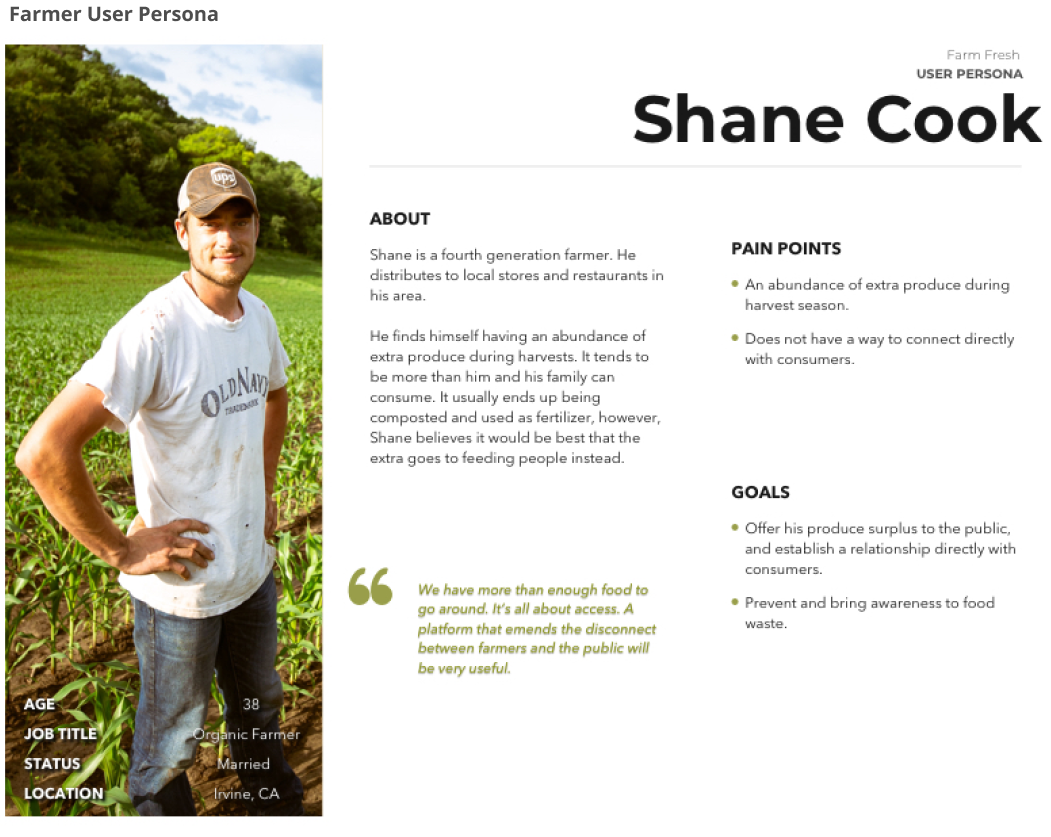 Farmer User Persona
Farm Fresh
USER PERSONA
Shane Cook
ABOUT
Shane is a fourth generation farmer. He
distributes to local stores and restaurants in
his area.
He finds himself having an abundance of
extra produce during harvests. It tends to
be more than him and his family can
consume. It usually ends up being
composted and used as fertilizer, however,
Shane believes it would be best that the
extra goes to feeding people instead.
We have more than enough food to
go around. It's all about access. A
platform that emends the disconnect
between farmers and the public will
be very useful.
PAIN POINTS
An abundance of extra produce during
harvest season.
Does not have a way to connect directly
with consumers.
GOALS
Offer his produce surplus to the public,
and establish a relationship directly with
consumers.
Prevent and bring awareness to food
waste.
ups
OLD NAVY
TRADEMARK
AGE 38
JOB TITLE Organic Farmer
STATUS Married
LOCATION Irvine, CA